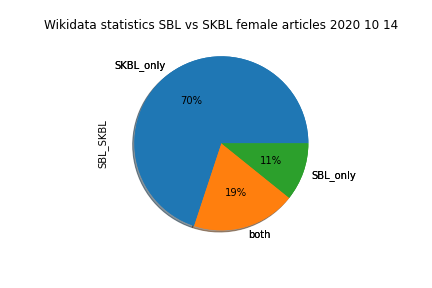 Wikidata statistics SBL vs SKBL female articles 2020 10 14
SKBL_only
70%
SBL_SKBL
11%
SBL_only
19%
both